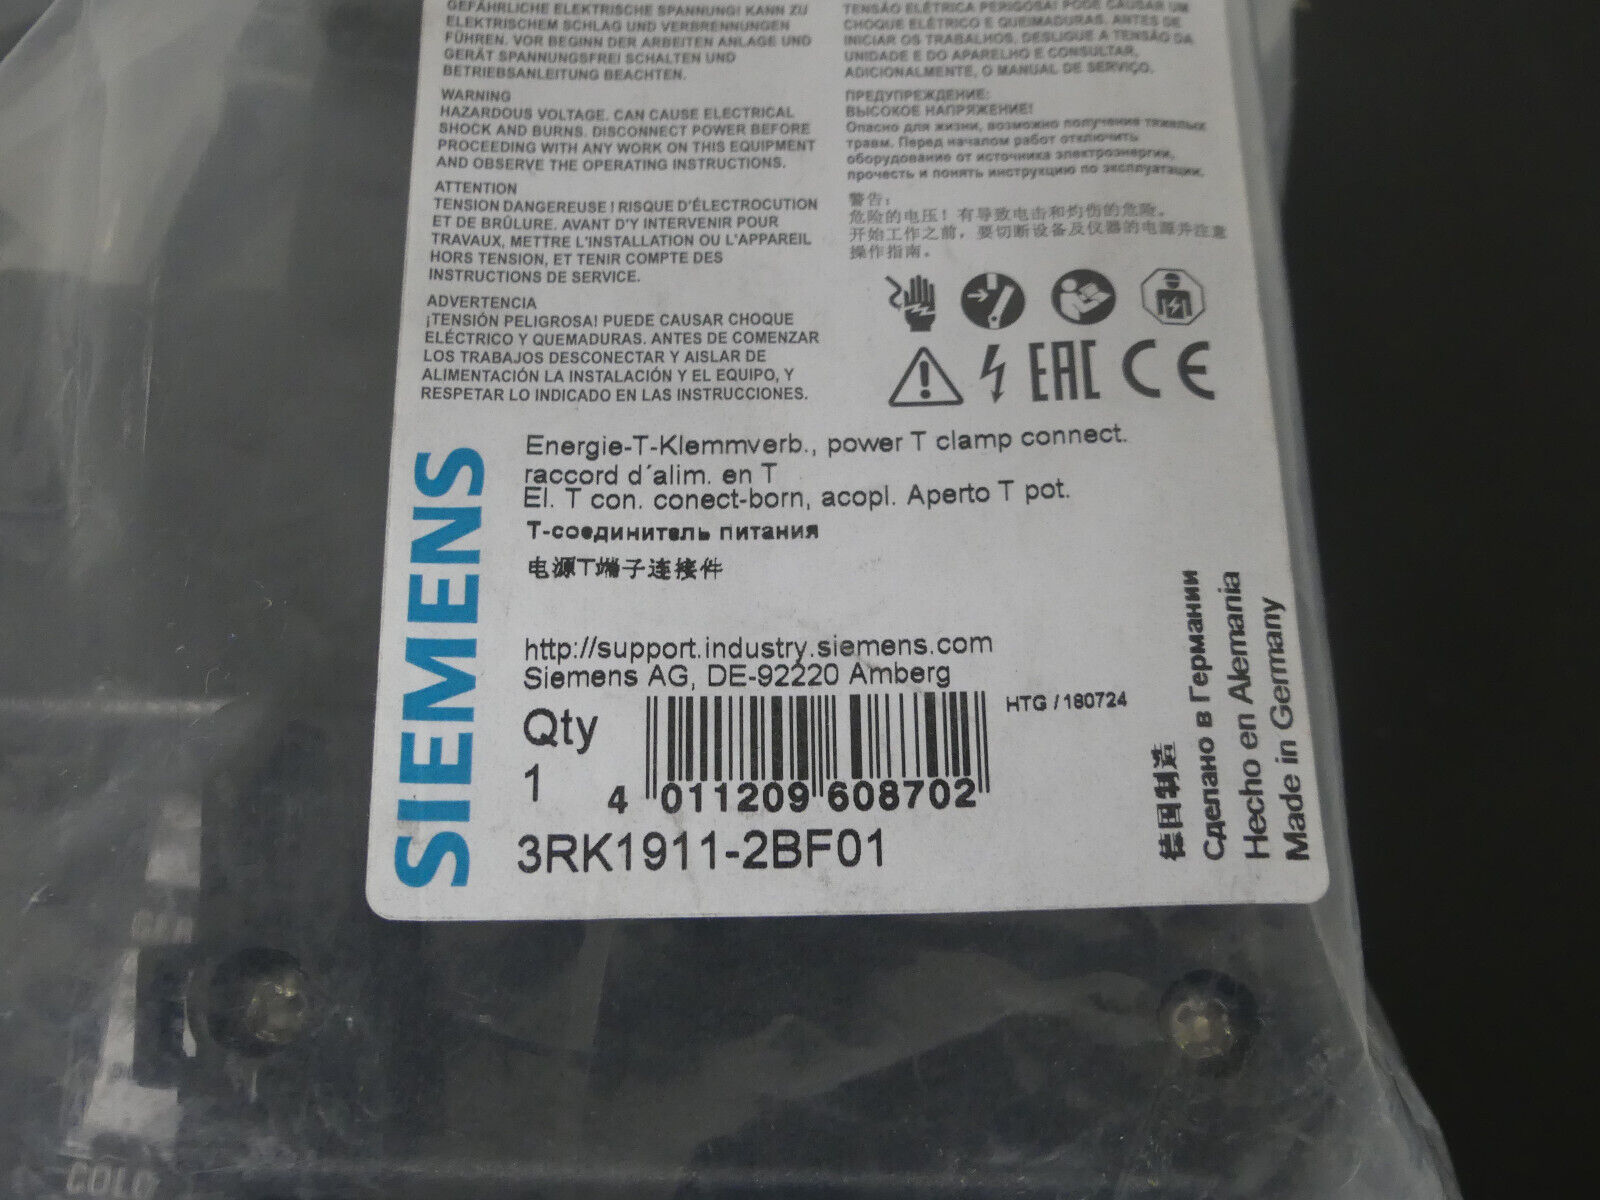 GEFÄHRLICHE ELEKTRISCHE SPANNUNG! KANN ZU
ELEKTRISCHEM SCHLAG UND VERBRENNUNGEN
FÜHREN. VOR BEGINN DER ARBEITEN ANLAGE UND
GERÄT SPANNUNGSFREI SCHALTEN UND
BETRIEBSANLEITUNG BEACHTEN.
WARNING
HAZARDOUS VOLTAGE. CAN CAUSE ELECTRICAL
SHOCK AND BURNS. DISCONNECT POWER BEFORE
PROCEEDING WITH ANY WORK ON THIS EQUIPMENT
AND OBSERVE THE OPERATING INSTRUCTIONS.
ATTENTION
TENSION DANGEREUSE ! RISQUE D'ÉLECTROCUTION
ET DE BRÛLURE. AVANT D'Y INTERVENIR POUR
TRAVAUX, METTRE L'INSTALLATION OU L'APPAREIL
HORS TENSION, ET TENIR COMPTE DES
INSTRUCTIONS DE SERVICE.
ADVERTENCIA
¡TENSIÓN PELIGROSA! PUEDE CAUSAR CHOQUE
ELÉCTRICO Y QUEMADURAS. ANTES DE COMENZAR
LOS TRABAJOS DESCONECTAR Y AISLAR DE
ALIMENTACIÓN LA INSTALACIÓN Y EL EQUIPO, Y
RESPETAR LO INDICADO EN LAS INSTRUCCIONES.
TENSÃO ELÉTRICA PERIGOSA! PODE CAUSAR UM
CHOQUE ELÉTRICO E QUEIMADURAS. ANTES DE
INICIAR OS TRABALHOS, DESLIGUE A TENSÃO DA
UNIDADE E DO APARELHO E CONSULTAR,
ADICIONALMENTE, O MANUAL DE SERVIÇO.
ПРЕДУПРЕЖДЕНИЕ:
ВЫСОКОЕ НАПРЯЖЕНИЕ!
Опасно для жизни, возможно получение тяжелых
травм. Перед началом работ отключить
оборудование от источника электроэнергии,
прочесть и понять инструкцию по эксплуатации.
警告：
危险的电压！有导致电击和灼伤的危险。
开始工作之前，要切断设备及仪器的电源并注意
操作指南。
EAC CE
SIEMENS
Energie-T-Klemmverb., power T clamp connect.
raccord d´alim. en T
El. T con. conect-born, acopl. Aperto T pot.
Т-соединитель питания
电源T端子连接件
http://support.industry.siemens.com
Siemens AG, DE-92220 Amberg
Qty
1
HTG / 180724
4 011209 608702
3RK1911-2BF01
德国制造
Сделано в Германии
Hecho en Alemania
Made in Germany